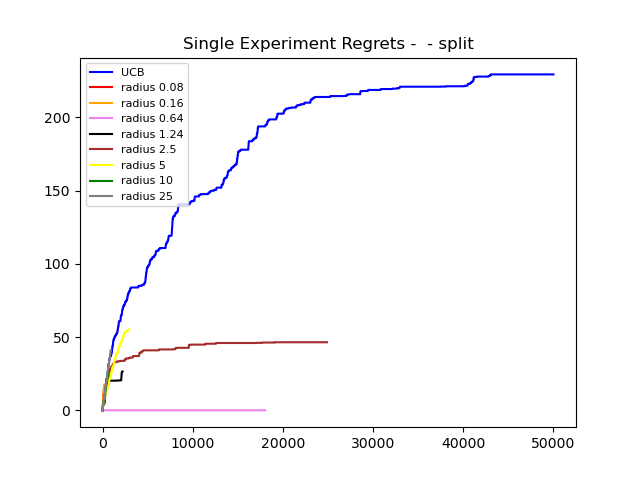 Single Experiment Regrets -  - split
UCB
radius 0.08
radius 0.16
radius 0.64
radius 1.24
radius 2.5
radius 5
radius 10
radius 25
200
150
100
50
0
0 10000 20000 30000 40000 50000